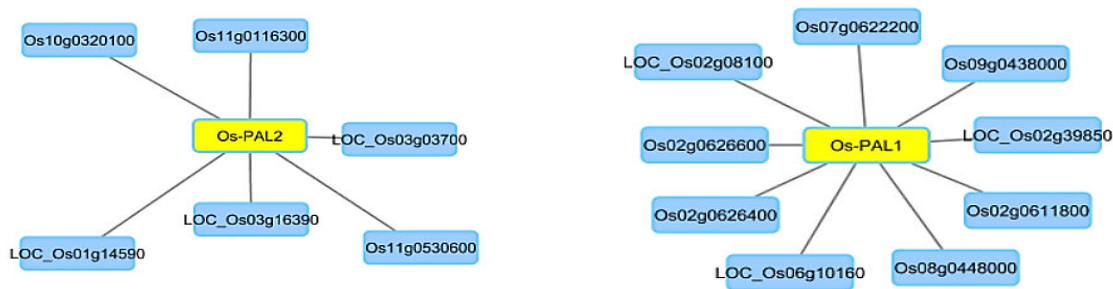 Os10g0320100
Os11g0116300
Os-PAL2
LOC_Os03g03700
LOC_Os03g16390
LOC_Os01g14590
Os11g0530600
Os07g0622200
LOC_Os02g08100
Os09g0438000
Os02g0626600
Os-PAL1
LOC_Os02g39850
Os02g0626400
Os02g0611800
LOC_Os06g10160
Os08g0448000